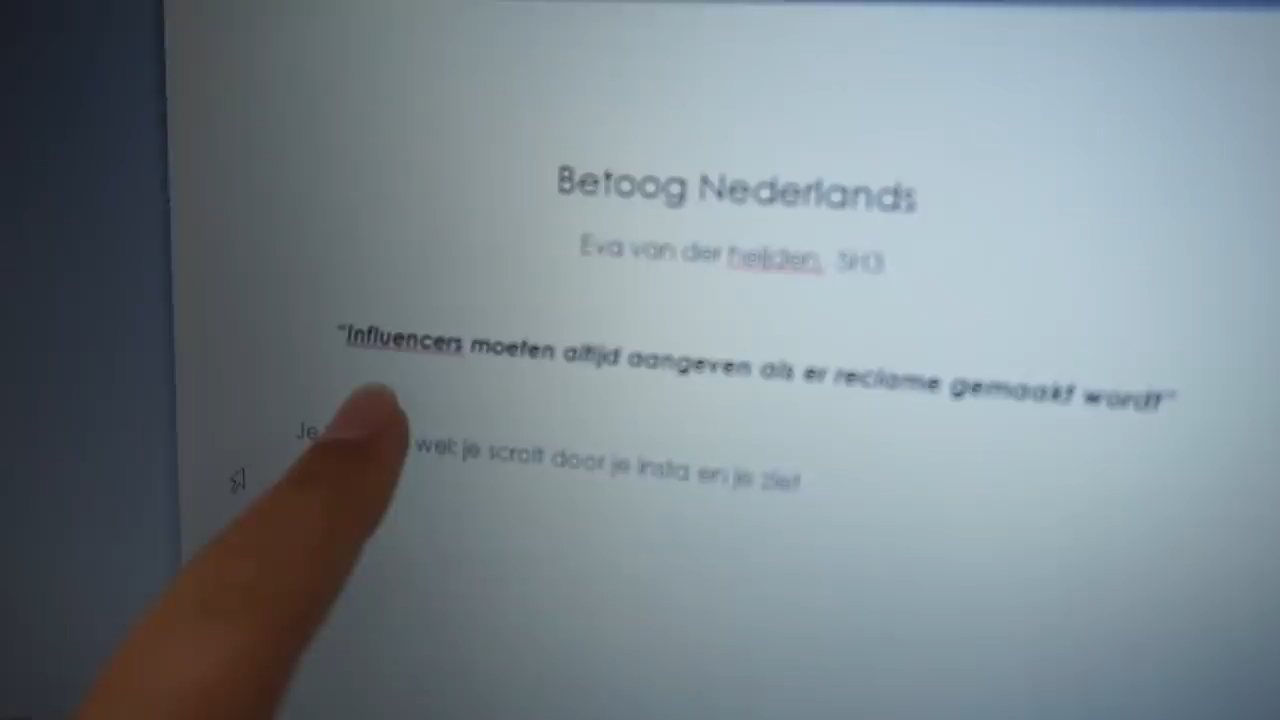 Betoog Nederlands
Eva van der heijden, 5H3
"Influencers moeten altijd aangeven als er reclame gemaakt wordt"
Je wel: je scrolt door je insta en je ziet